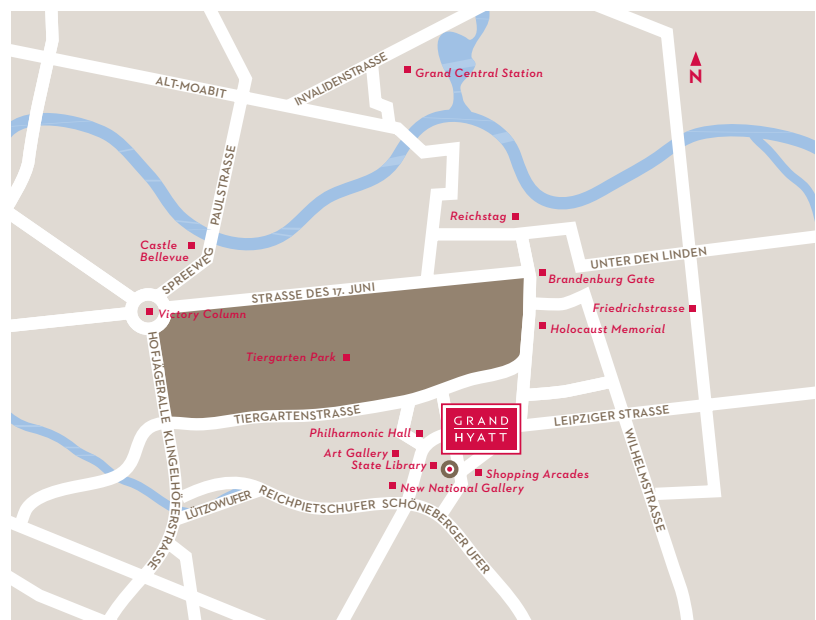 Grand Central Station
INVALIDENSTRASSE
ALT-MOABIT
N
PAULSTRASSE
Reichstag
Castle
Bellevue
SPREEWEG
UNTER DEN LINDEN
Brandenburg Gate
STRASSE DES 17. JUNI
Victory Column
Friedrichstrasse
Holocaust Memorial
Tiergarten Park
HOFJÄGERALLE
TIERGARTENSTRASSE
LEIPZIGER STRASSE
GRAND
HYATT
Philharmonic Hall
Art Gallery
State Library
Shopping Arcades
New National Gallery
KLINGELHÖFERSTRASSE
LÜTZOWUFER
REICHPIETSCHUFER
SCHÖNEBERGER UFER
WILHELMSTRASSE